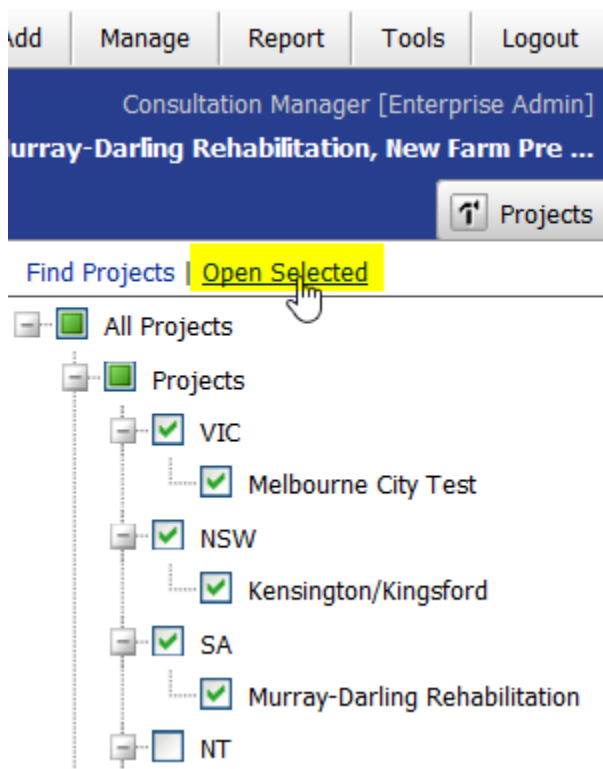 Add Manage Report Tools Logout
Consultation Manager [Enterprise Admin]
urray-Darling Rehabilitation, New Farm Pre ...
Projects
Find Projects | Open Selected
All Projects
Projects
VIC
Melbourne City Test
NSW
Kensington/Kingsford
SA
Murray-Darling Rehabilitation
NT